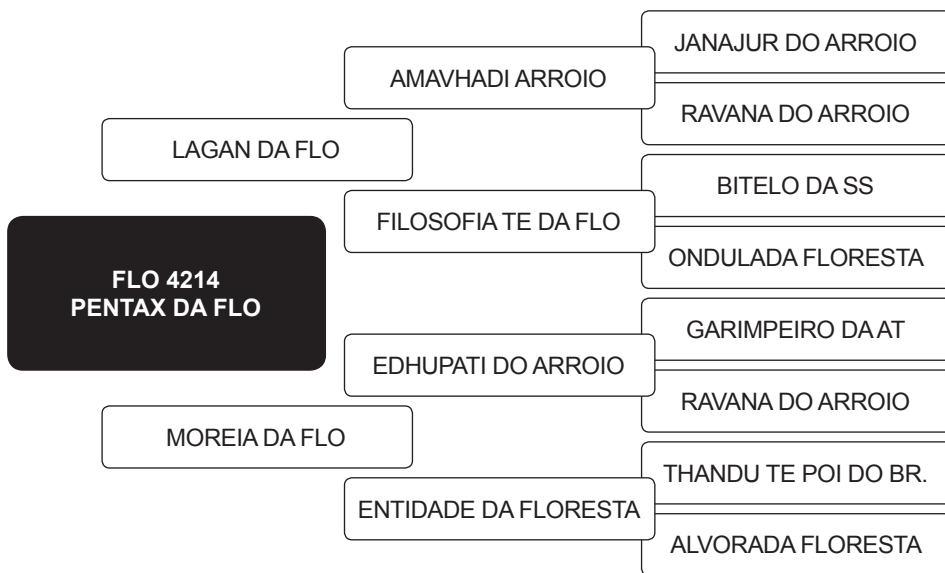 JANAJUR DO ARROIO
AMAVHADI ARROIO
RAVANA DO ARROIO
LAGAN DA FLO
BITELO DA SS
FILOSOFIA TE DA FLO
ONDULADA FLORESTA
FLO 4214
PENTAX DA FLO
GARIMPEIRO DA AT
EDHUPATI DO ARROIO
RAVANA DO ARROIO
MOREIA DA FLO
THANDU TE POI DO BR.
ENTIDADE DA FLORESTA
ALVORADA FLORESTA